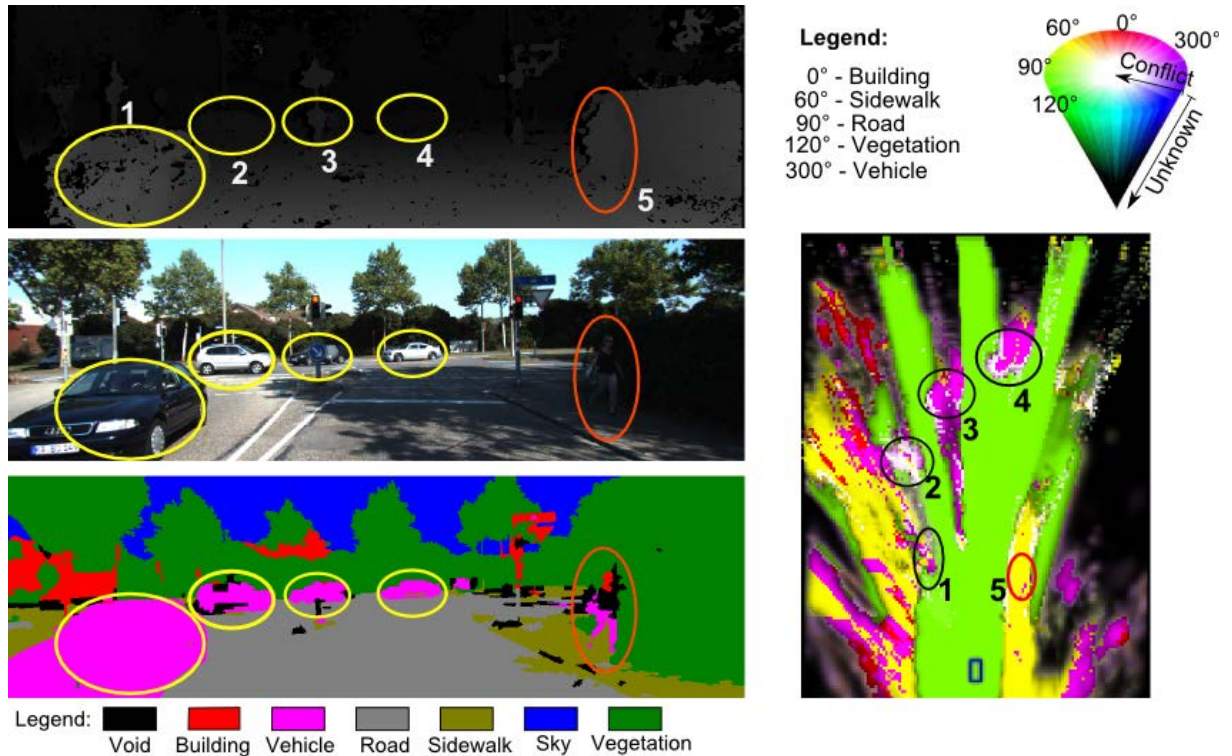 1
2
3
4
5
Legend:
0° - Building
60° - Sidewalk
90° - Road
120° - Vegetation
300° - Vehicle
0°
60°
300°
90°
120°
Conflict
Unknown
4
3
2
1
5
Legend:
Void
Building
Vehicle
Road
Sidewalk
Sky
Vegetation